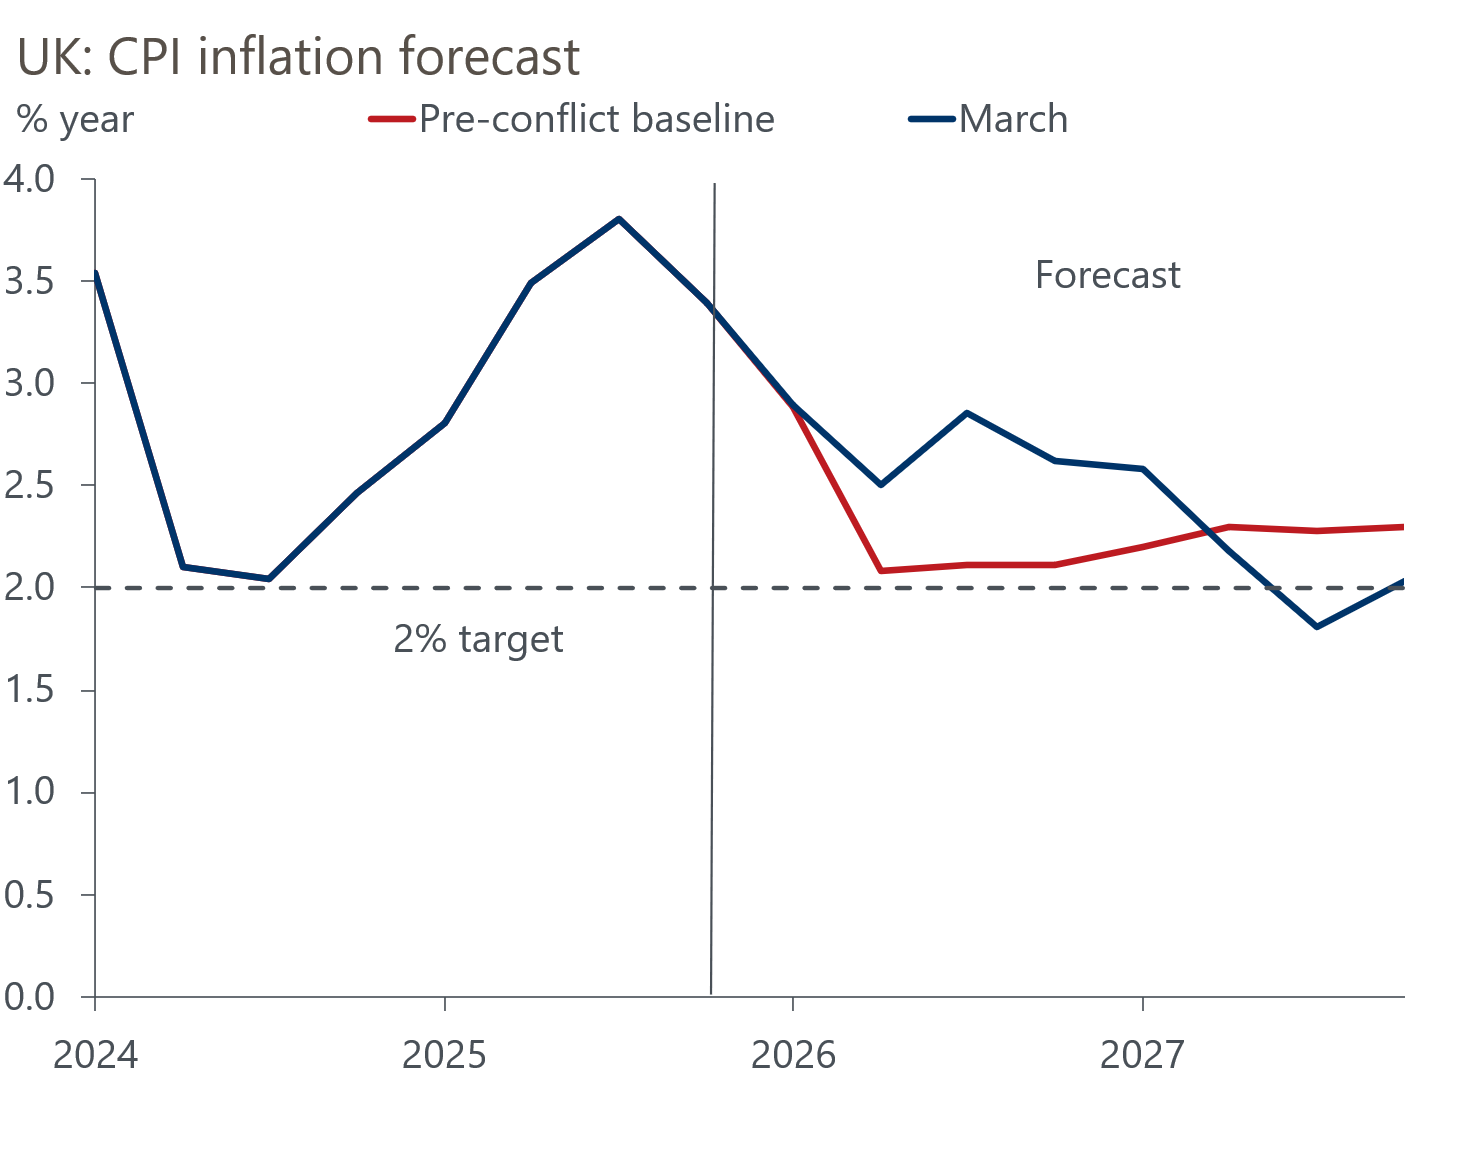 UK: CPI inflation forecast
% year
Pre-conflict baseline
March
4.0
3.5
Forecast
3.0
2.5
2.0
2% target
1.5
1.0
0.5
0.0
2024
2025
2026
2027